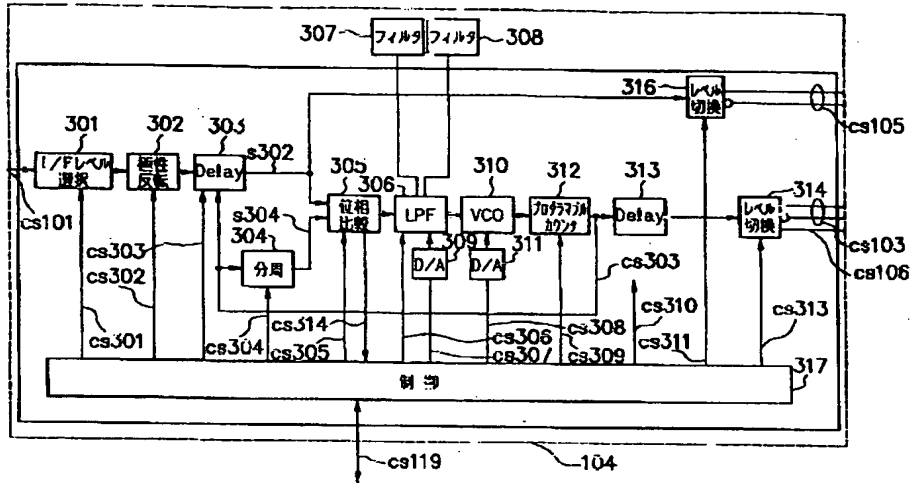 307
フィルタ
フィルタ
308
316
レベル
切換
cs105
301
302
303
I/Fレベル
選択
極性
反転
Delay
s302
cs101
305
位相
比較
306
LPF
310
VCO
312
プログラマブル
カウンタ
313
Delay
314
レベル
切換
cs103
cs106
s304
304
分周
309
D/A
311
D/A
cs303
cs303
cs302
cs301
cs304
cs305
cs314
cs306
cs307
cs308
cs309
cs310
cs311
cs313
制御
317
cs119
104